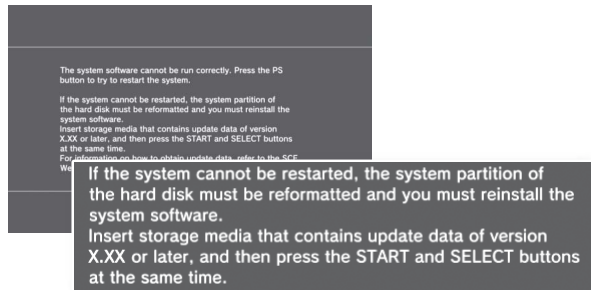 The system software cannot be run correctly. Press the PS
button to try to restart the system.
If the system cannot be restarted, the system partition of
the hard disk must be reformatted and you must reinstall the
system software.
Insert storage media that contains update data of version
X.XX or later, and then press the START and SELECT buttons
at the same time.
For information on how to obtain update data, refer to the SCE
We
If the system cannot be restarted, the system partition of
the hard disk must be reformatted and you must reinstall the
system software.
Insert storage media that contains update data of version
X.XX or later, and then press the START and SELECT buttons
at the same time.